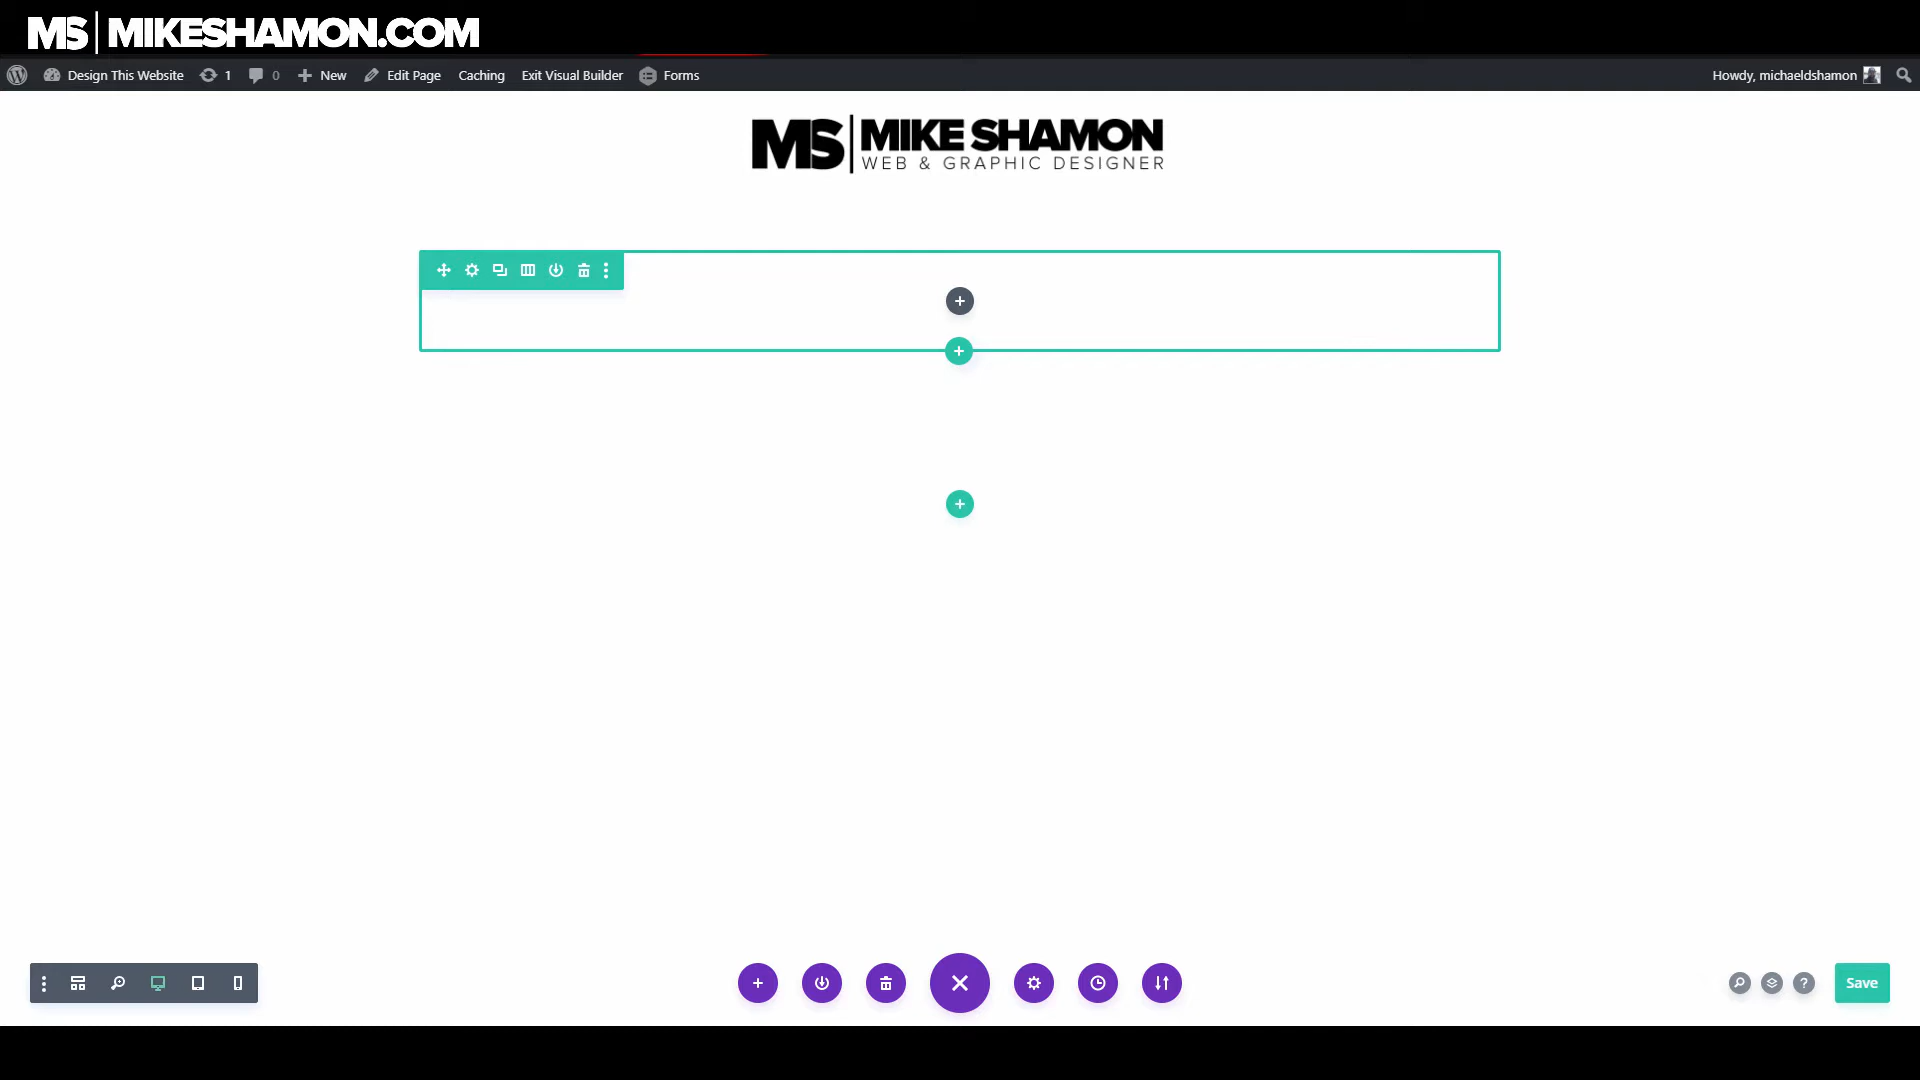 MS|MIKESHAMON.COM
Design This Website 1 0 New Edit Page Caching Exit Visual Builder Forms Howdy, michaeldshamon
MS|MIKE SHAMON
WEB & GRAPHIC DESIGNER
Save